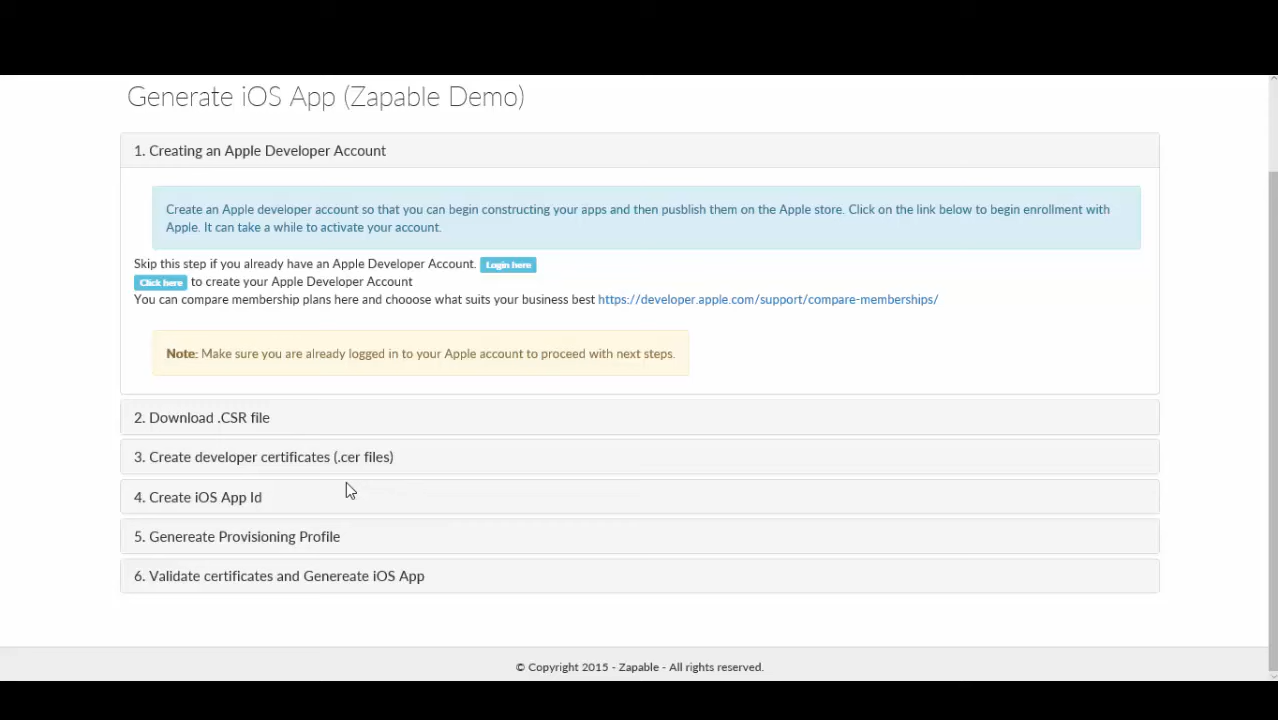 Generate iOS App (Zapable Demo)
1. Creating an Apple Developer Account
Create an Apple developer account so that you can begin constructing your apps and then pusblish them on the Apple store. Click on the link below to begin enrollment with
Apple. It can take a while to activate your account.
Skip this step if you already have an Apple Developer Account. Login here
Click here to create your Apple Developer Account
You can compare membership plans here and chooose what suits your business best https://developer.apple.com/support/compare-memberships/
Note: Make sure you are already logged in to your Apple account to proceed with next steps.
2. Download .CSR file
3. Create developer certificates (.cer files)
4. Create iOS App Id
5. Genereate Provisioning Profile
6. Validate certificates and Genereate iOS App
© Copyright 2015 - Zapable - All rights reserved.